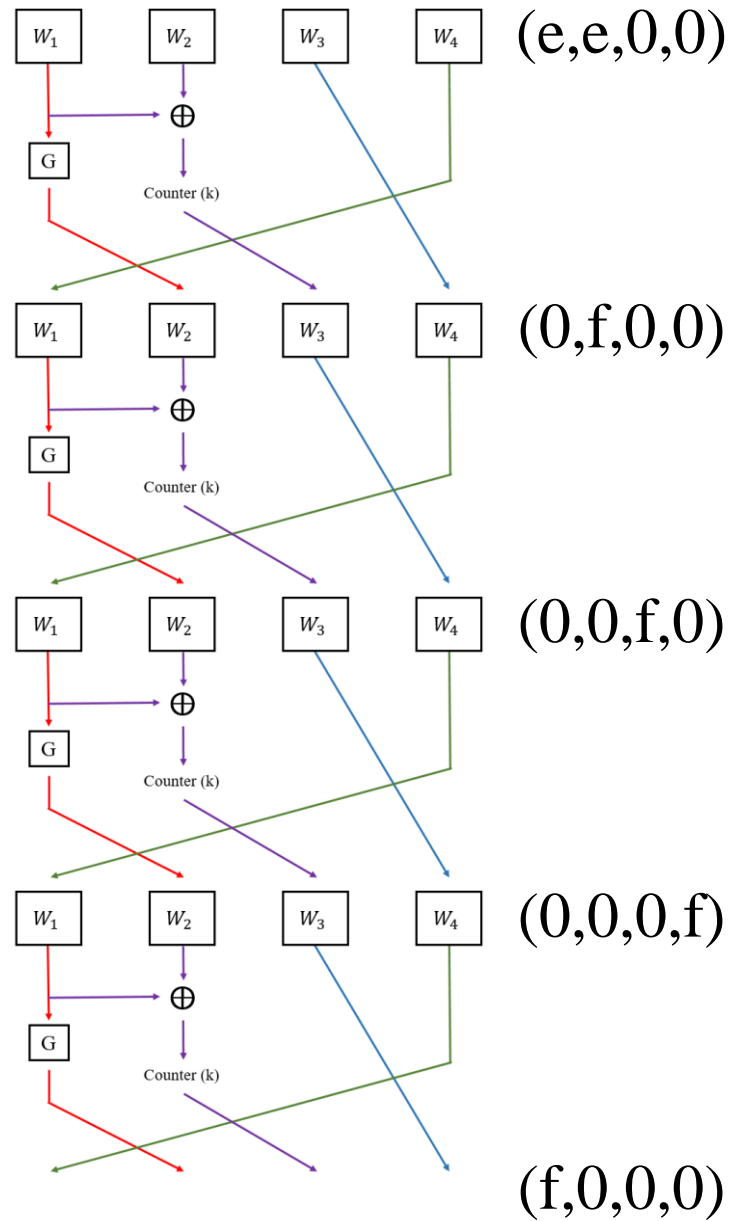 W₁ W₂ W₃ W₄ (e,e,0,0)
G
Counter (k)
W₁ W₂ W₃ W₄ (0,f,0,0)
G
Counter (k)
W₁ W₂ W₃ W₄ (0,0,f,0)
G
Counter (k)
W₁ W₂ W₃ W₄ (0,0,0,f)
G
Counter (k)
(f,0,0,0)